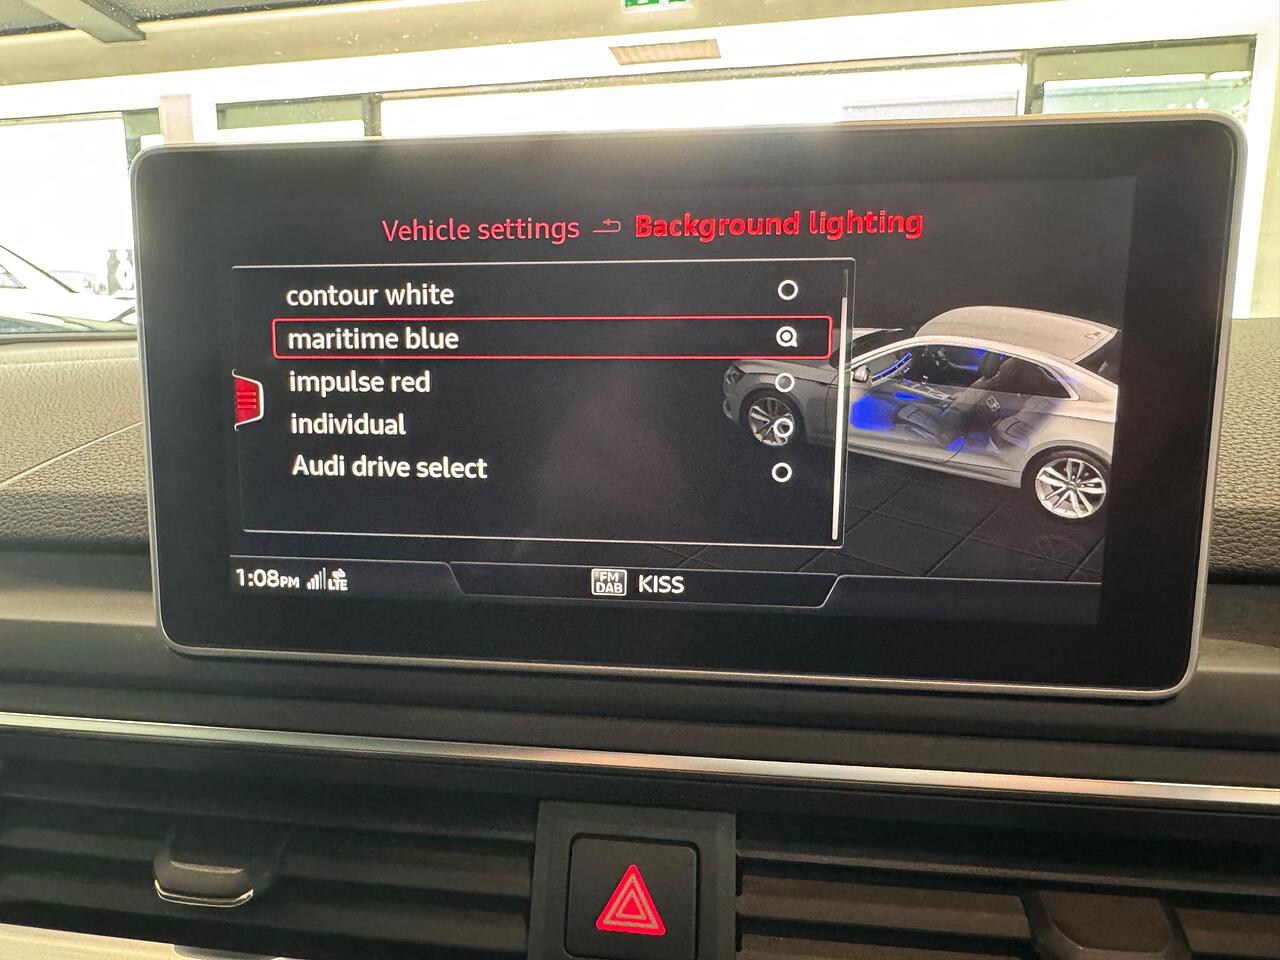 Vehicle settings Background lighting
contour white
maritime blue
impulse red
individual
Audi drive select
1:08PM LTE FM DAB KISS